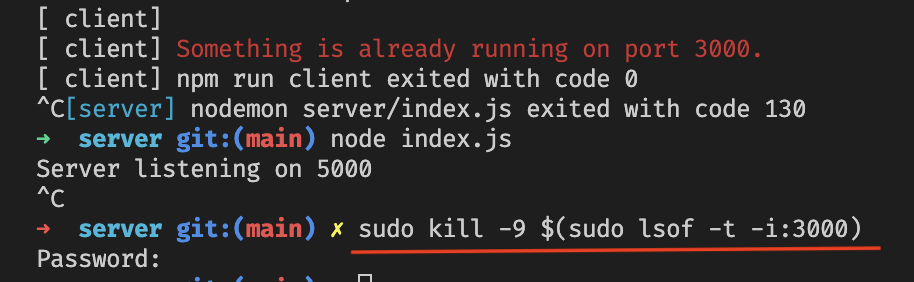 [ client]
[ client] Something is already running on port 3000.
[ client] npm run client exited with code 0
^C[server] nodemon server/index.js exited with code 130
→ server git:(main) node index.js
Server listening on 5000
^C
→ server git:(main) ✗ sudo kill -9 $(sudo lsof -t -i:3000)
Password: